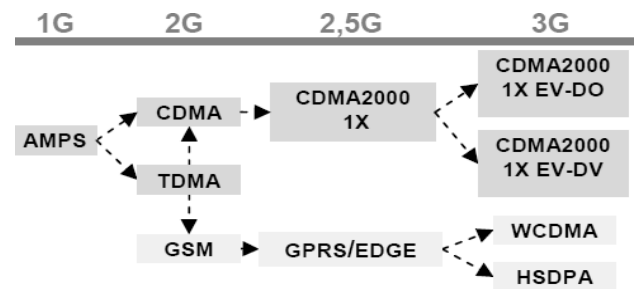 1G 2G 2,5G 3G
CDMA2000
1X EV-DO
CDMA CDMA2000
1X
AMPS
TDMA CDMA2000
1X EV-DV
GSM GPRS/EDGE WCDMA
HSDPA